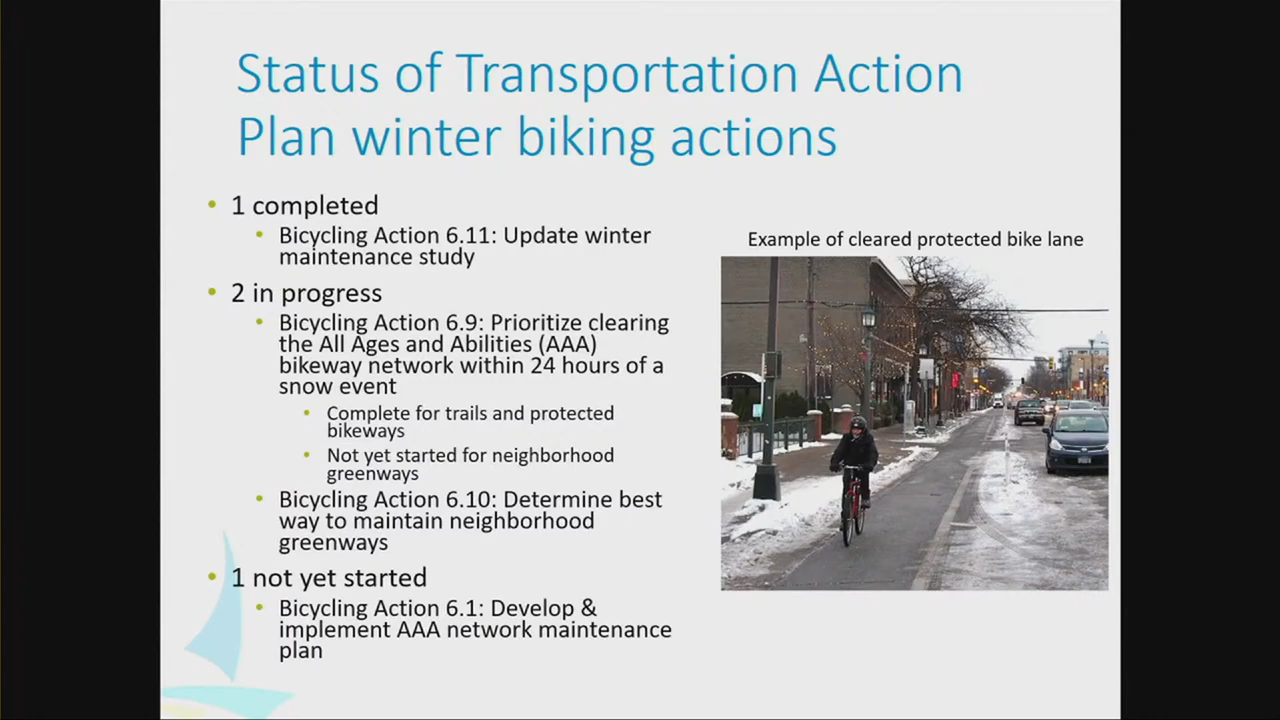 Status of Transportation Action
Plan winter biking actions
• 1 completed
• Bicycling Action 6.11: Update winter
maintenance study
• 2 in progress
• Bicycling Action 6.9: Prioritize clearing
the All Ages and Abilities (AAA)
bikeway network within 24 hours of a
snow event
• Complete for trails and protected
bikeways
• Not yet started for neighborhood
greenways
• Bicycling Action 6.10: Determine best
way to maintain neighborhood
greenways
• 1 not yet started
• Bicycling Action 6.1: Develop &
implement AAA network maintenance
plan
Example of cleared protected bike lane